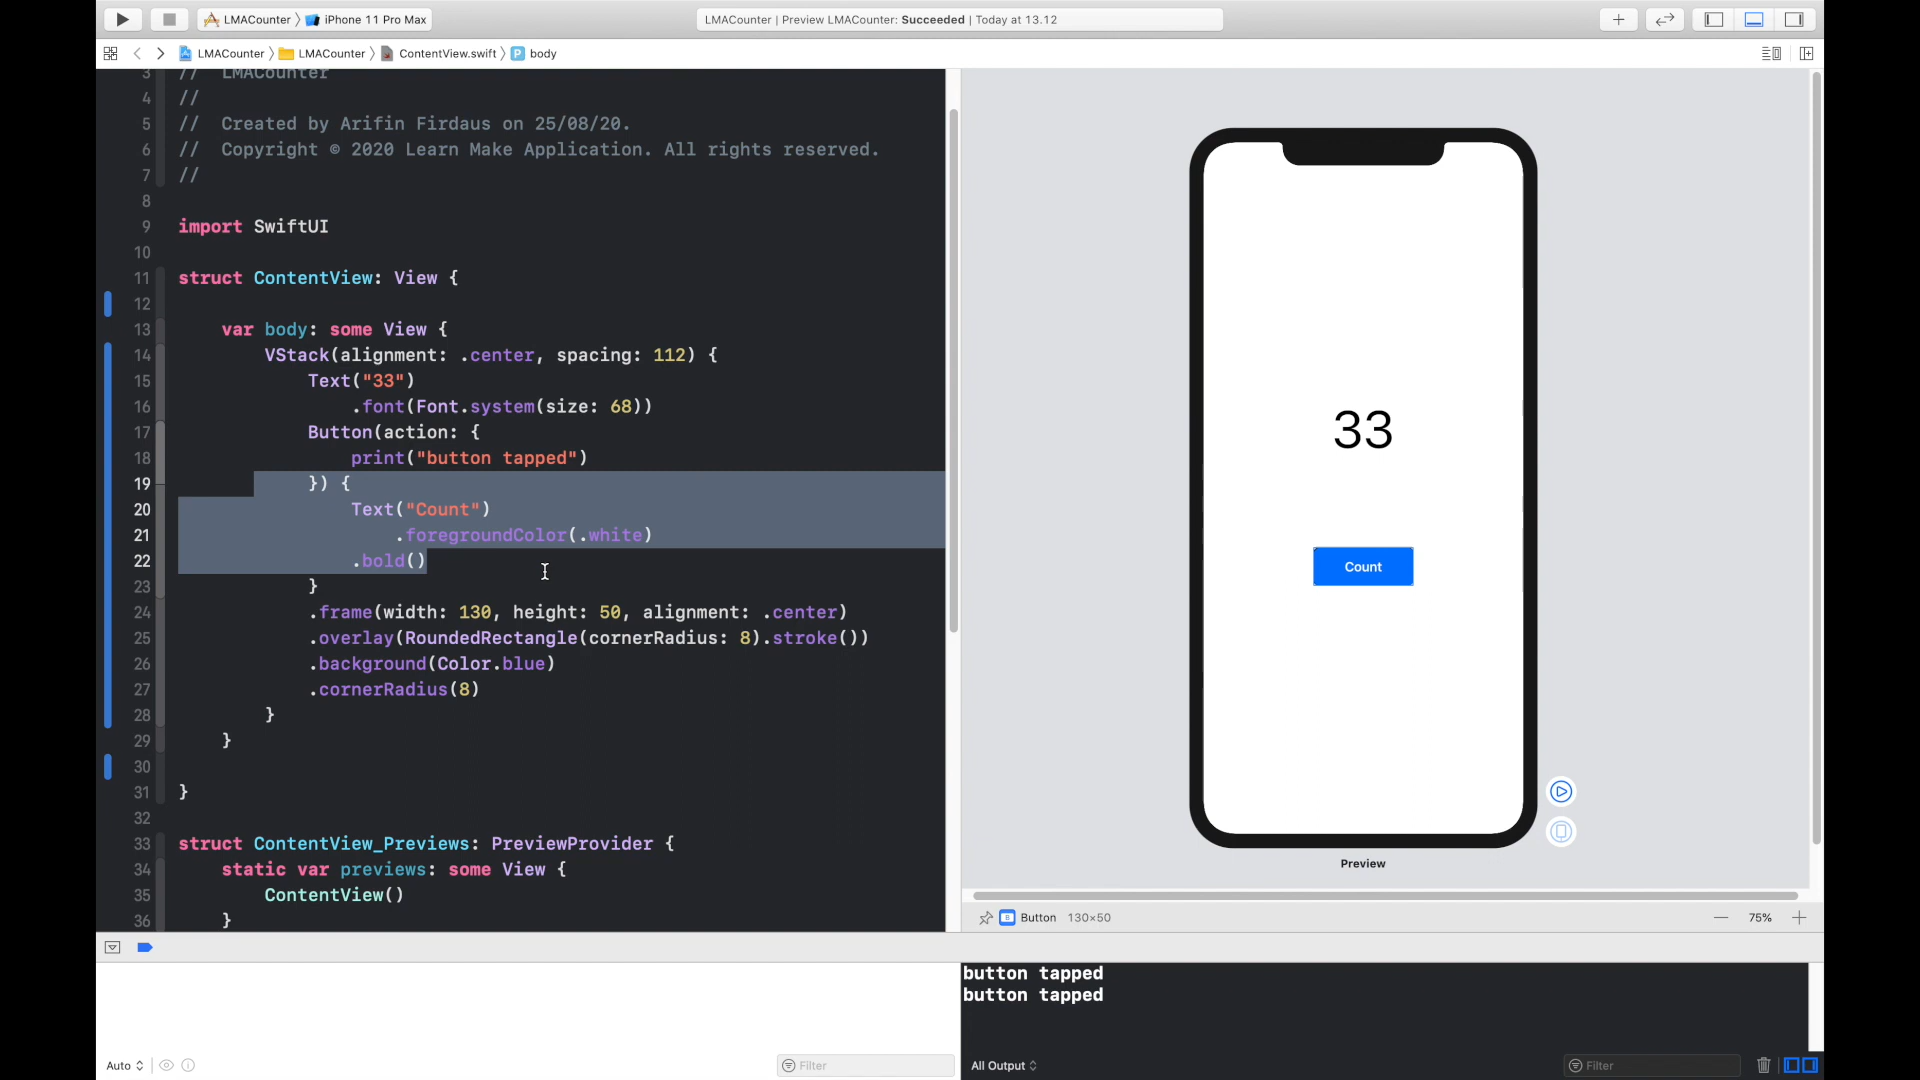 LMACounter iPhone 11 Pro Max
LMACounter | Preview LMACounter: Succeeded | Today at 13.12
LMACounter LMACounter ContentView.swift P body
3 // LMACounter
4 //
5 // Created by Arifin Firdaus on 25/08/20.
6 // Copyright © 2020 Learn Make Application. All rights reserved.
7 //
8
9 import SwiftUI
10
11 struct ContentView: View {
12
13 var body: some View {
14 VStack(alignment: .center, spacing: 112) {
15 Text("33")
16 .font(Font.system(size: 68))
17 Button(action: {
18 print("button tapped")
19 }) {
20 Text("Count")
21 .foregroundColor(.white)
22 .bold()
23 }
24 .frame(width: 130, height: 50, alignment: .center)
25 .overlay(RoundedRectangle(cornerRadius: 8).stroke())
26 .background(Color.blue)
27 .cornerRadius(8)
28 }
29 }
30
31 }
32
33 struct ContentView_Previews: PreviewProvider {
34 static var previews: some View {
35 ContentView()
36 }
33
Count
Preview
B Button 130×50
75%
button tapped
button tapped
Auto
Filter
All Output
Filter